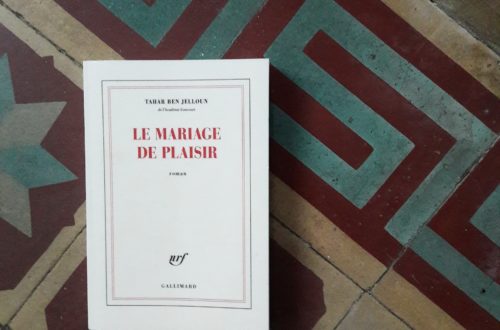 TAHAR BEN JELLOUN
de l'Académie Goncourt
LE MARIAGE
DE PLAISIR
ROMAN
nrf
GALLIMARD